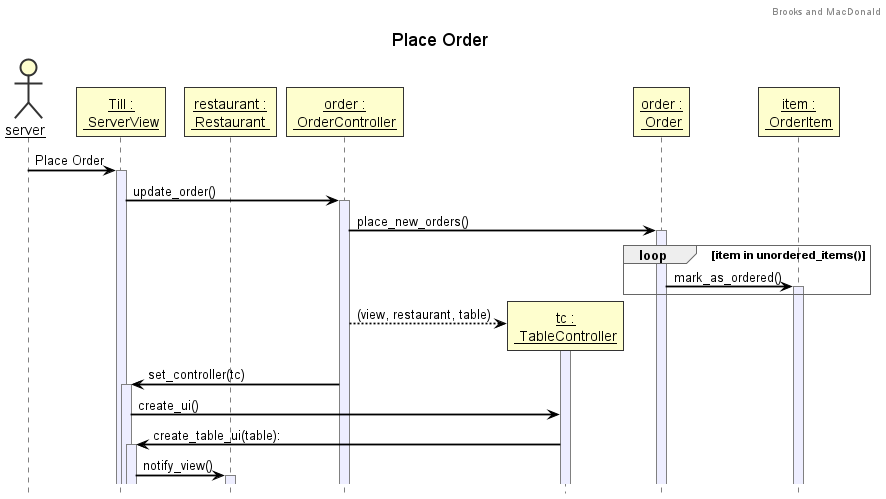 Brooks and MacDonald
Place Order
server
Till :
ServerView
restaurant :
Restaurant
order :
OrderController
order :
Order
item :
OrderItem
Place Order
update_order()
place_new_orders()
loop [item in unordered_items()]
mark_as_ordered()
(view, restaurant, table)
tc :
TableController
set_controller(tc)
create_ui()
create_table_ui(table):
notify_view()